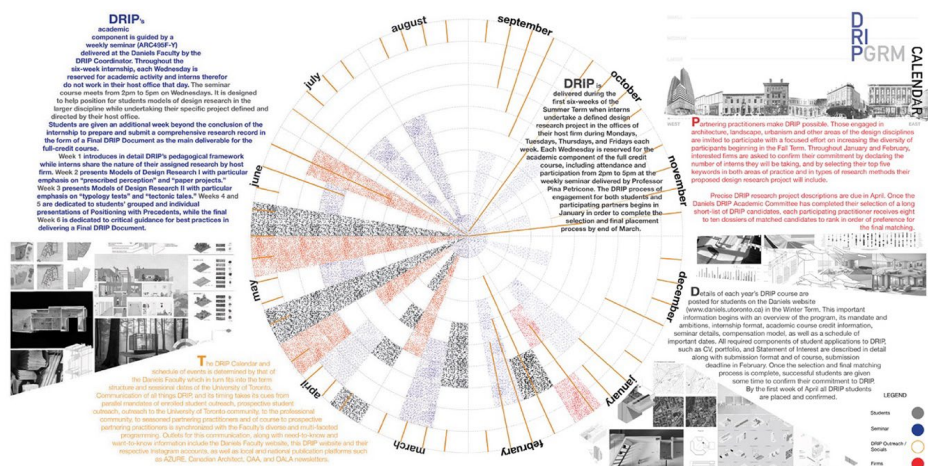 DRIP's
academic
component is guided by a
weekly seminar (ARC495F-Y)
delivered at the Daniels Faculty by the
DRIP Coordinator. Throughout the
six-week internship, each Wednesday is
reserved for academic activity and interns therefor
do not work in their host office that day. The seminar
course meets from 2pm to 5pm on Wednesdays. It is designed
to help position for students models of design research in the
larger discipline while undertaking their specific project defined and
directed by their host office.
Students are given an additional week beyond the conclusion of the
internship to prepare and submit a comprehensive research record in
the form of a Final DRIP Document as the main deliverable for the
full-credit course.
Week 1 introduces in detail DRIP's pedagogical framework
while interns share the nature of their assigned research by host
firm. Week 2 presents Models of Design Research I with particular
emphasis on "prescribed perception" and "paper projects."
Week 3 presents Models of Design Research II with particular
emphasis on "typology tests" and "tectonic tales." Weeks 4 and
5 are dedicated to students' grouped and individual
presentations of Positioning with Precedents, while the final
Week 6 is dedicated to critical guidance for best practices in
delivering a Final DRIP Document.
august
september
october
november
december
january
february
march
april
may
june
july
DRIP is
delivered during the
first six-weeks of the
Summer Term when interns
undertake a defined design
research project in the offices of
their host firm during Mondays,
Tuesdays, Thursdays, and Fridays each
week. Each Wednesday is reserved for the
academic component of the full credit
course, including attendance and
participation from 2pm to 5pm at the
weekly seminar delivered by Professor
Pina Petricone. The DRIP process of
engagement for both students and
participating partners begins in
January in order to complete the
selection and final placement
process by end of March.
DRIP
PGRM
CALENDAR
WEST
EAST
Partnering practitioners make DRIP possible. Those engaged in
architecture, landscape, urbanism and other areas of the design disciplines
are invited to participate with a focused effort on increasing the diversity of
participants beginning in the Fall Term. Throughout January and February,
interested firms are asked to confirm their commitment by declaring the
number of interns they will be taking, and by selecting their top five
keywords in both areas of practice and in types of research methods their
proposed design research project will include.
Precise DRIP research project descriptions are due in April. Once the
Daniels DRIP Academic Committee has completed their selection of a long
short-list of DRIP candidates, each participating practitioner receives eight
to ten dossiers of matched candidates to rank in order of preference for
the final matching.
Details of each year's DRIP course are
posted for students on the Daniels website
(www.daniels.utoronto.ca) in the Winter Term. This important
information begins with an overview of the program, its mandate and
ambitions, internship format, academic course credit information,
seminar details, compensation model, as well as a schedule of
important dates. All required components of student applications to DRIP,
such as CV, portfolio, and Statement of Interest are described in detail
along with submission format and of course, submission
deadline in February. Once the selection and final matching
process is complete, successful students are given
some time to confirm their commitment to DRIP.
By the first week of April all DRIP students
are placed and confirmed.
The DRIP Calendar and
schedule of events is determined by that of
the Daniels Faculty which in turn fits into the term
structure and sessional dates of the University of Toronto.
Communication of all things DRIP, and its timing takes its cues from
parallel mandates of enrolled student outreach, prospective student
outreach, outreach to the University of Toronto community, to the professional
community, to seasoned partnering practitioners and of course to prospective
partnering practitioners is synchronized with the Faculty's diverse and multi-faceted
programming. Outlets for this communication, along with need-to-know and
want-to-know information include the Daniels Faculty website, this DRIP website and their
respective Instagram accounts, as well as local and national publication platforms such
as AZURE, Canadian Architect, OAA, and OALA newsletters.
LEGEND
Students
Seminar
DRIP Outreach /
Socials
Firms